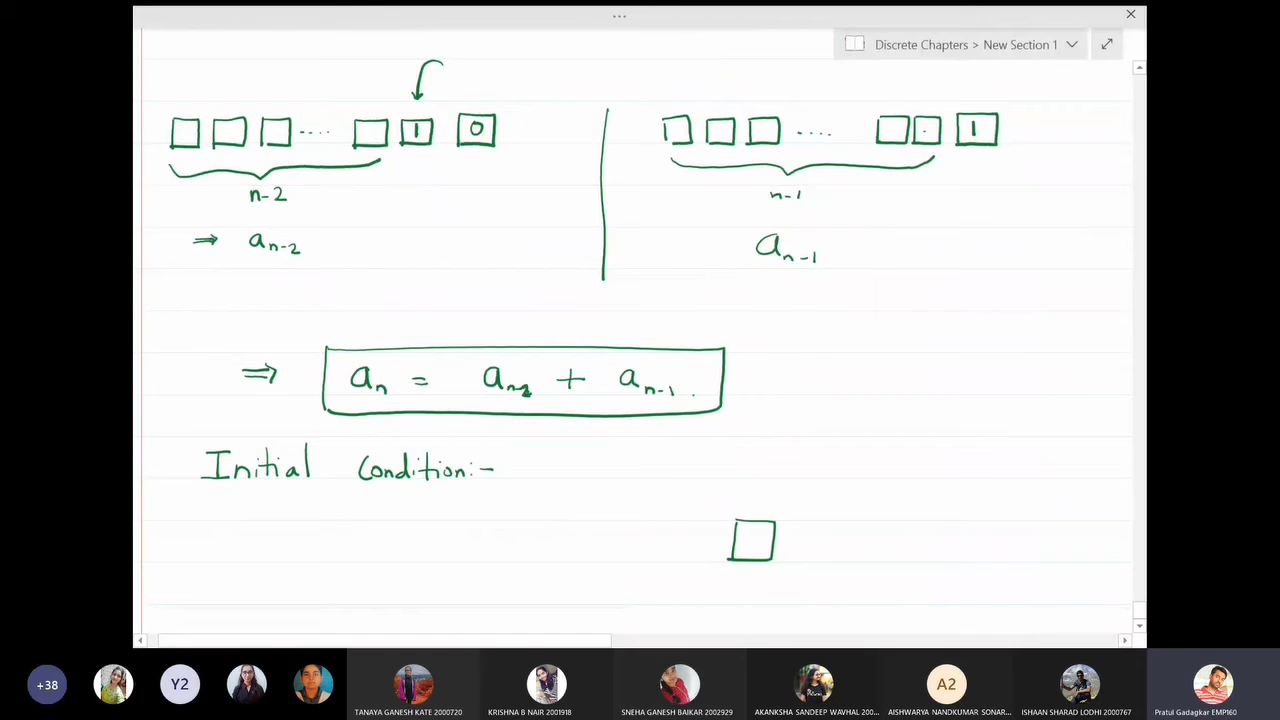 ...
Discrete Chapters > New Section 1
.... 1 0
.... 1
n-2
n-1
⇒ aₙ₋₂
aₙ₋₁
⇒ aₙ = aₙ₋₂ + aₙ₋₁.
Initial Condition:-
+38
Y2
A2
TANAYA GANESH KATE 2000720
KRISHNA B NAIR 2001918
SNEHA GANESH BAIKAR 2002929
AKANKSHA SANDEEP WAVHAL 200...
AISHWARYA NANDKUMAR SONAR...
ISHAAN SHARAD LODHI 2000767
Pratul Gadagkar EMP160